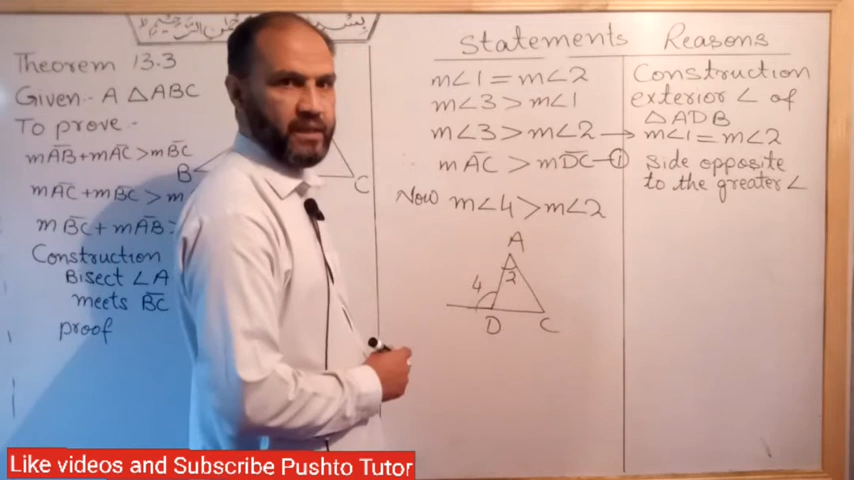 Theorem 13.3
Given:- A △ABC
To prove -
mAB̅+mAC̅>mBC̅
mAC̅+mBC̅>m
mBC̅+mAB̅>
Construction
Bisect ∠A
meets BC̅
proof
B
C
Statements Reasons
m∠1=m∠2 Construction
m∠3>m∠1 exterior ∠ of
△ADB
m∠3>m∠2→ m∠1=m∠2
∴ mAC̅>mDC̅—① Side opposite
to the greater ∠
Now m∠4>m∠2
A
2
4
D C
Like videos and Subscribe Pushto Tutor